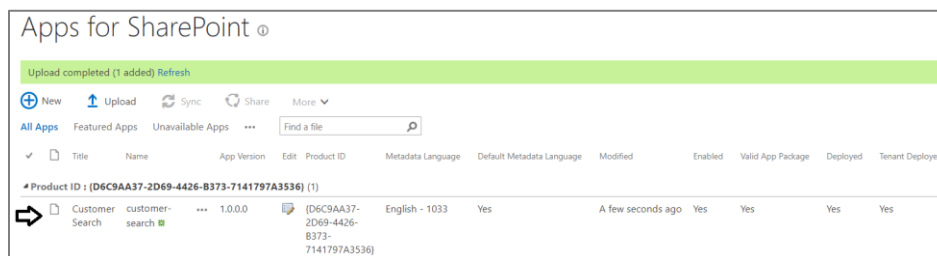 Apps for SharePoint
Upload completed (1 added) Refresh
New Upload Sync Share More
All Apps Featured Apps Unavailable Apps ... Find a file
Title Name App Version Edit Product ID Metadata Language Default Metadata Language Modified Enabled Valid App Package Deployed Tenant Deploye
Product ID : {D6C9AA37-2D69-4426-B373-7141797A3536} (1)
Customer customer- ... 1.0.0.0 {D6C9AA37- English - 1033 Yes A few seconds ago Yes Yes Yes Yes
Search search 2D69-4426-
B373-
7141797A3536}